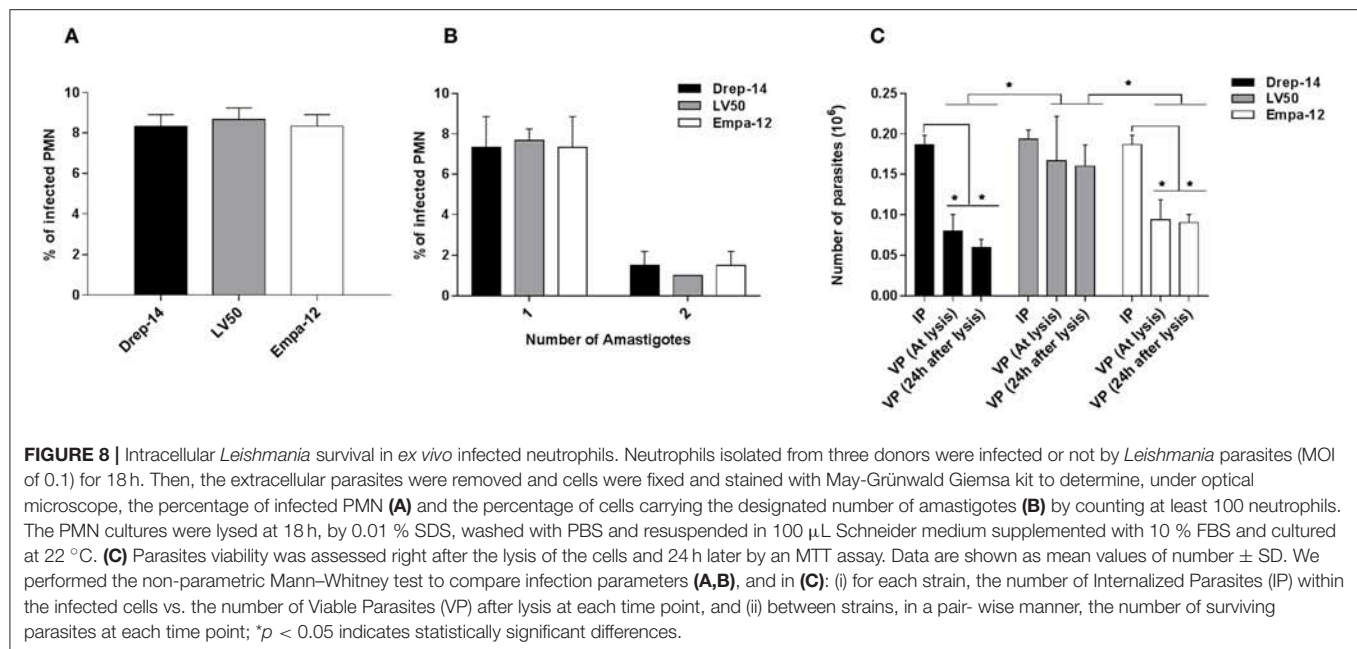 A
% of infected PMN
10
8
6
4
2
0
Drep-14
LV50
Empa-12
B
% of infected PMN
10
8
6
4
2
0
1
2
Number of Amastigotes
Drep-14
LV50
Empa-12
C
Number of parasites (10⁶)
0.25
0.20
0.15
0.10
0.05
0.00
* *
Drep-14
LV50
Empa-12
* *
* *
IP
VP (At lysis)
VP (24h after lysis)
IP
VP (At lysis)
VP (24h after lysis)
IP
VP (At lysis)
VP (24h after lysis)
FIGURE 8 | Intracellular Leishmania survival in ex vivo infected neutrophils. Neutrophils isolated from three donors were infected or not by Leishmania parasites (MOI
of 0.1) for 18 h. Then, the extracellular parasites were removed and cells were fixed and stained with May-Grünwald Giemsa kit to determine, under optical
microscope, the percentage of infected PMN (A) and the percentage of cells carrying the designated number of amastigotes (B) by counting at least 100 neutrophils.
The PMN cultures were lysed at 18 h, by 0.01 % SDS, washed with PBS and resuspended in 100 μL Schneider medium supplemented with 10 % FBS and cultured
at 22 °C. (C) Parasites viability was assessed right after the lysis of the cells and 24 h later by an MTT assay. Data are shown as mean values of number ± SD. We
performed the non-parametric Mann–Whitney test to compare infection parameters (A,B), and in (C): (i) for each strain, the number of Internalized Parasites (IP) within
the infected cells vs. the number of Viable Parasites (VP) after lysis at each time point, and (ii) between strains, in a pair- wise manner, the number of surviving
parasites at each time point; *p < 0.05 indicates statistically significant differences.